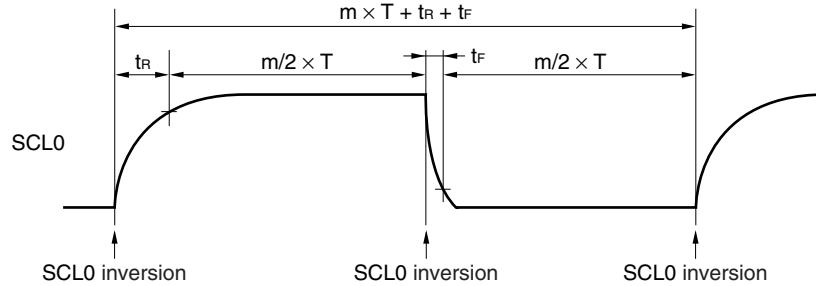 m × T + tR + tF
tR
m/2 × T
tF
m/2 × T
SCL0
SCL0 inversion
SCL0 inversion
SCL0 inversion